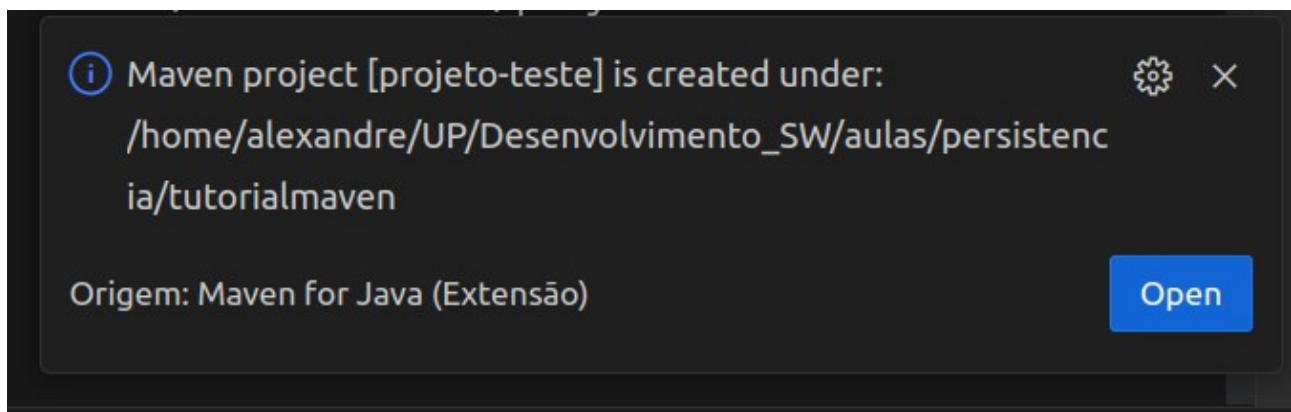 Maven project [projeto-teste] is created under:
/home/alexandre/UP/Desenvolvimento_SW/aulas/persistenc
ia/tutorialmaven
Origem: Maven for Java (Extensão)
Open